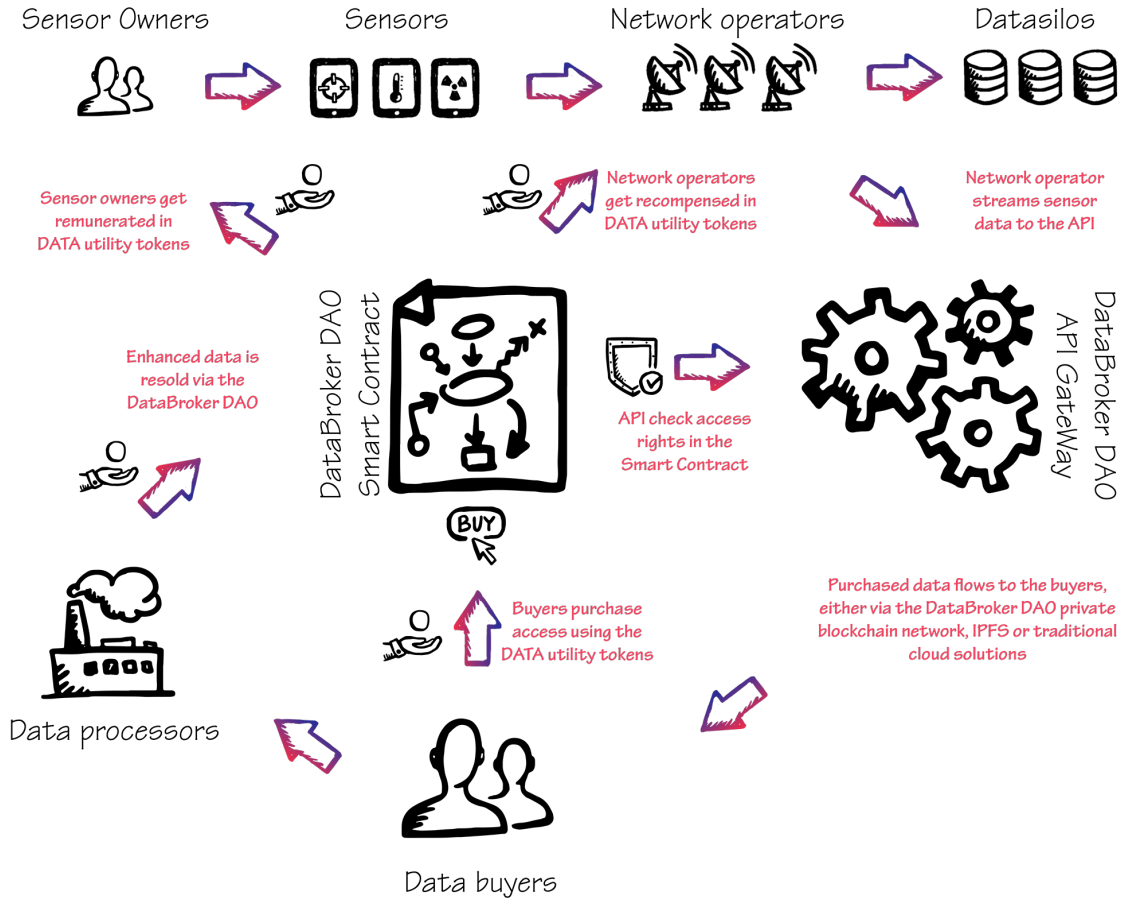 Sensor Owners
Sensors
Network operators
Datasilos
Sensor owners get
remunerated in
DATA utility tokens
Network operators
get recompensed in
DATA utility tokens
Network operator
streams sensor
data to the API
Enhanced data is
resold via the
DataBroker DAO
DataBroker DAO
Smart Contract
API check access
rights in the
Smart Contract
DataBroker DAO
API GateWay
BUY
Buyers purchase
access using the
DATA utility tokens
Purchased data flows to the buyers,
either via the DataBroker DAO private
blockchain network, IPFS or traditional
cloud solutions
Data processors
Data buyers